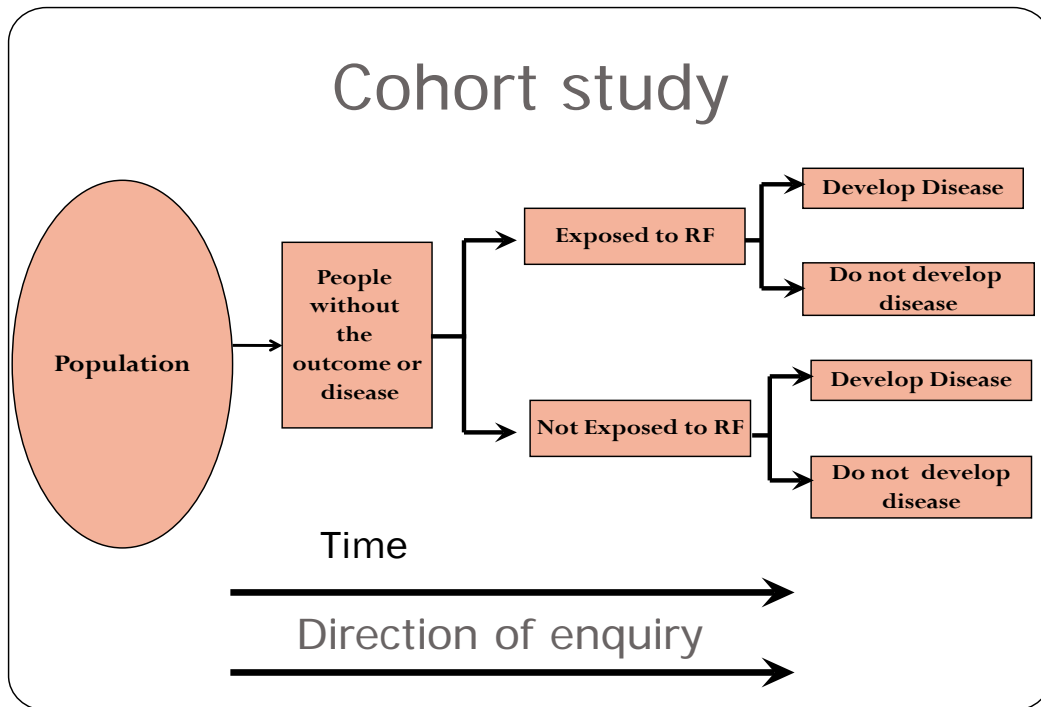 Cohort study
Population
People
without
the
outcome or
disease
Exposed to RF
Not Exposed to RF
Develop Disease
Do not develop
disease
Develop Disease
Do not  develop
disease
Time
Direction of enquiry